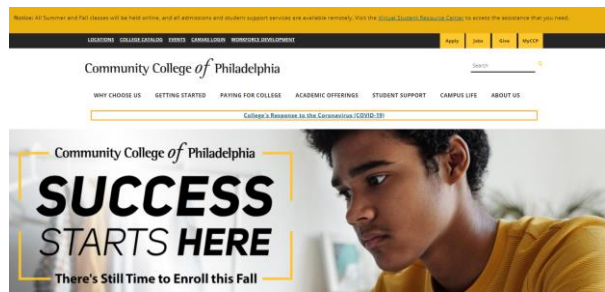 Notice: All Summer and Fall classes will be held online, and all admissions and student support services are available remotely. Visit the Virtual Student Resource Center to access the assistance that you need.
LOCATIONS COLLEGE CATALOG EVENTS CANVAS LOGIN WORKFORCE DEVELOPMENT Apply Jobs Give MyCCP
Community College of Philadelphia Search
WHY CHOOSE US GETTING STARTED PAYING FOR COLLEGE ACADEMIC OFFERINGS STUDENT SUPPORT CAMPUS LIFE ABOUT US
College's Response to the Coronavirus (COVID-19)
Community College of Philadelphia
SUCCESS
STARTS HERE
There's Still Time to Enroll this Fall